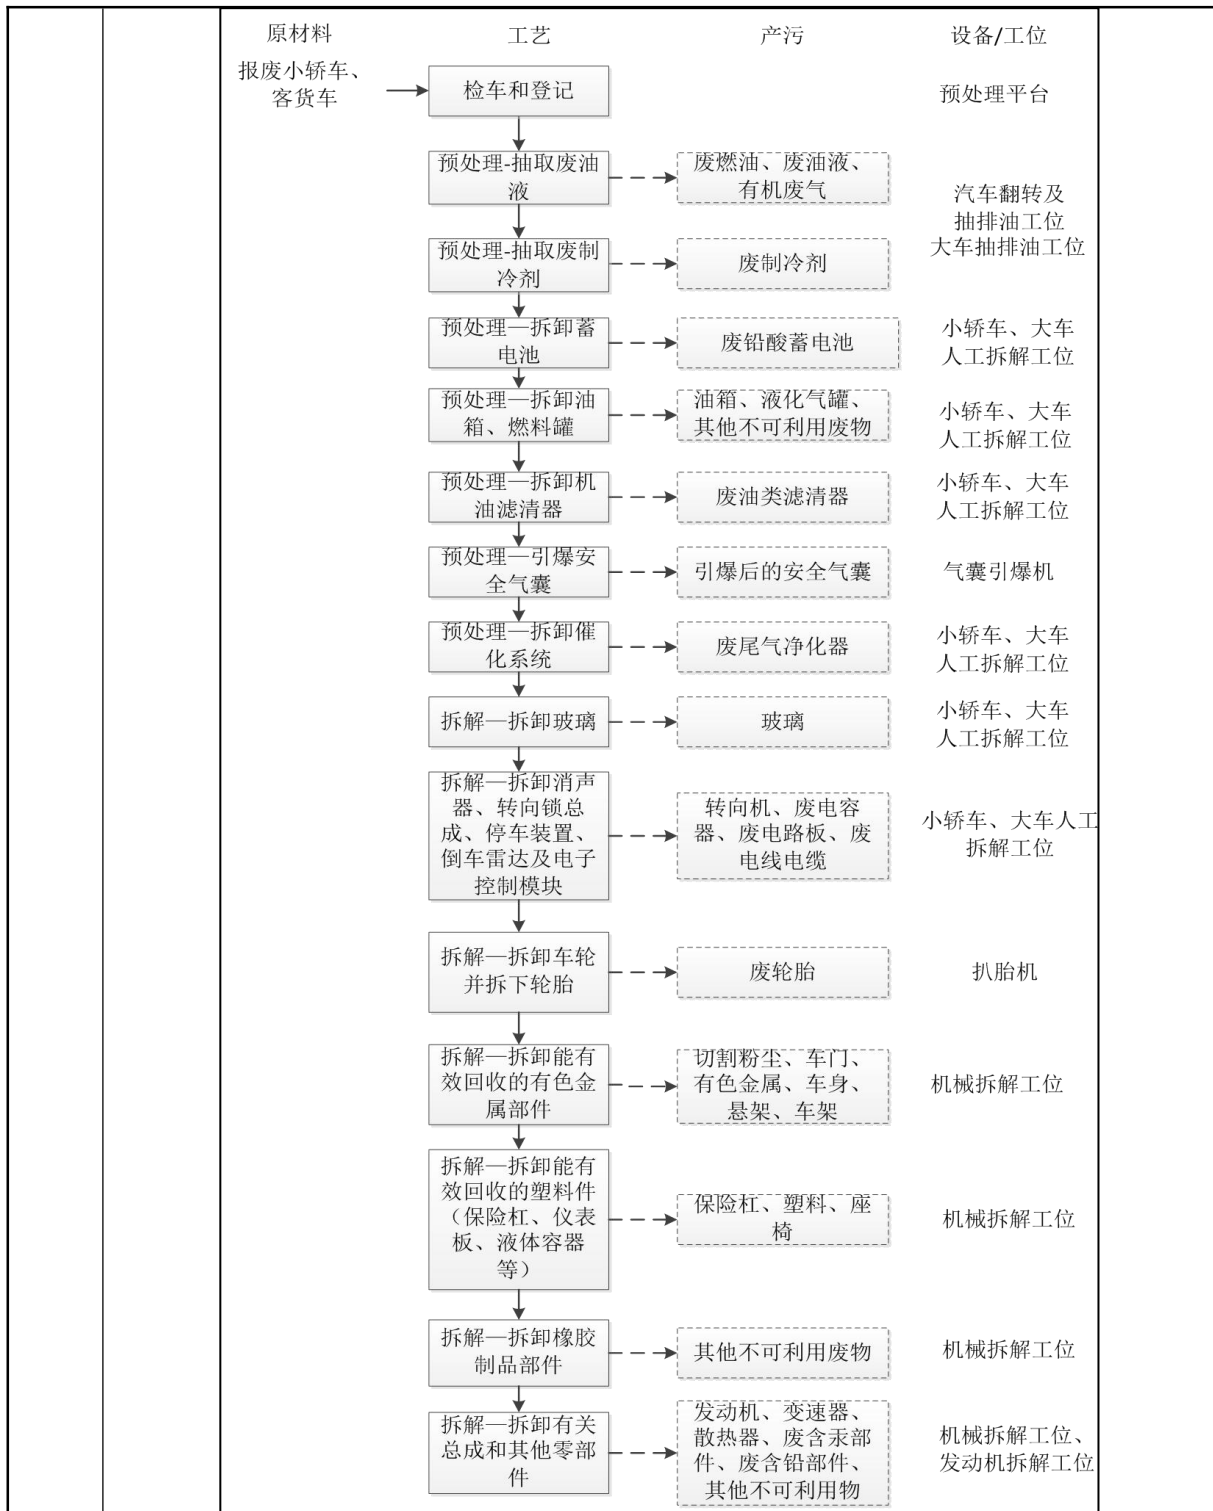 原材料 工艺 产污 设备/工位
报废小轿车、
客货车
检车和登记
预处理平台
预处理-抽取废油
液
废燃油、废油液、
有机废气
汽车翻转及
抽排油工位
大车抽排油工位
预处理-抽取废制
冷剂
废制冷剂
预处理—拆卸蓄
电池
废铅酸蓄电池
小轿车、大车
人工拆解工位
预处理—拆卸油
箱、燃料罐
油箱、液化气罐、
其他不可利用废物
小轿车、大车
人工拆解工位
预处理—拆卸机
油滤清器
废油类滤清器
小轿车、大车
人工拆解工位
预处理—引爆安
全气囊
引爆后的安全气囊
气囊引爆机
预处理—拆卸催
化系统
废尾气净化器
小轿车、大车
人工拆解工位
拆解—拆卸玻璃
玻璃
小轿车、大车
人工拆解工位
拆解—拆卸消声
器、转向锁总
成、停车装置、
倒车雷达及电子
控制模块
转向机、废电容
器、废电路板、废
电线电缆
小轿车、大车人工
拆解工位
拆解—拆卸车轮
并拆下轮胎
废轮胎
扒胎机
拆解—拆卸能有
效回收的有色金
属部件
切割粉尘、车门、
有色金属、车身、
悬架、车架
机械拆解工位
拆解—拆卸能有
效回收的塑料件
（保险杠、仪表
板、液体容器
等）
保险杠、塑料、座
椅
机械拆解工位
拆解—拆卸橡胶
制品部件
其他不可利用废物
机械拆解工位
拆解—拆卸有关
总成和其他零部
件
发动机、变速器、
散热器、废含汞部
件、废含铅部件、
其他不可利用物
机械拆解工位、
发动机拆解工位